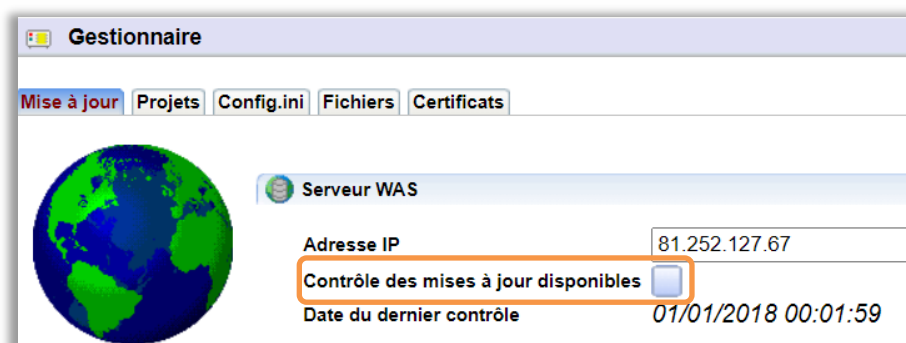 Gestionnaire
Mise à jour Projets Config.ini Fichiers Certificats
Serveur WAS
Adresse IP 81.252.127.67
Contrôle des mises à jour disponibles
Date du dernier contrôle 01/01/2018 00:01:59